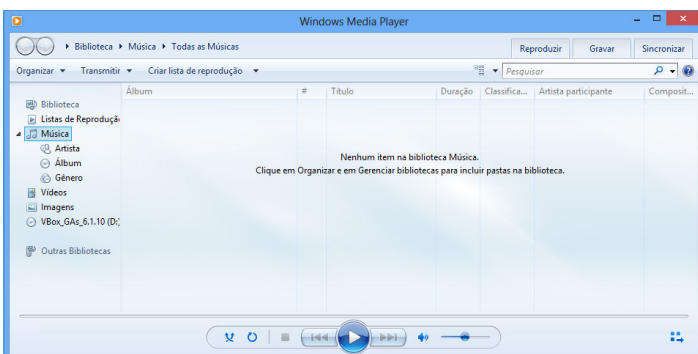 Windows Media Player
Biblioteca Música Todas as Músicas
Reproduzir Gravar Sincronizar
Organizar Transmitir Criar lista de reprodução Pesquisar
Álbum # Título Duração Classifica... Artista participante Composit...
Biblioteca
Listas de Reproduçã
Música
Artista
Álbum
Gênero
Vídeos
Imagens
VBox_GAs_6.1.10 (D:)
Outras Bibliotecas
Nenhum item na biblioteca Música.
Clique em Organizar e em Gerenciar bibliotecas para incluir pastas na biblioteca.